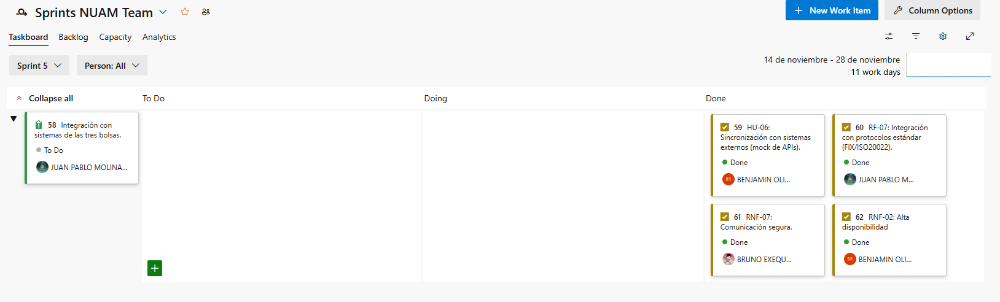 Sprints NUAM Team
New Work Item
Column Options
Taskboard
Backlog
Capacity
Analytics
Sprint 5
Person: All
14 de noviembre - 28 de noviembre
11 work days
Collapse all
To Do
Doing
Done
58 Integración con
sistemas de las tres bolsas.
To Do
JUAN PABLO MOLINA...
59 HU-06:
Sincronización con sistemas
externos (mock de APIs).
Done
BR BENJAMIN OLI...
60 RF-07: Integración
con protocolos estándar
(FIX/ISO20022).
Done
JUAN PABLO M...
61 RNF-07:
Comunicación segura.
Done
BRUNO EXEQU...
62 RNF-02: Alta
disponibilidad
Done
BR BENJAMIN OLI...